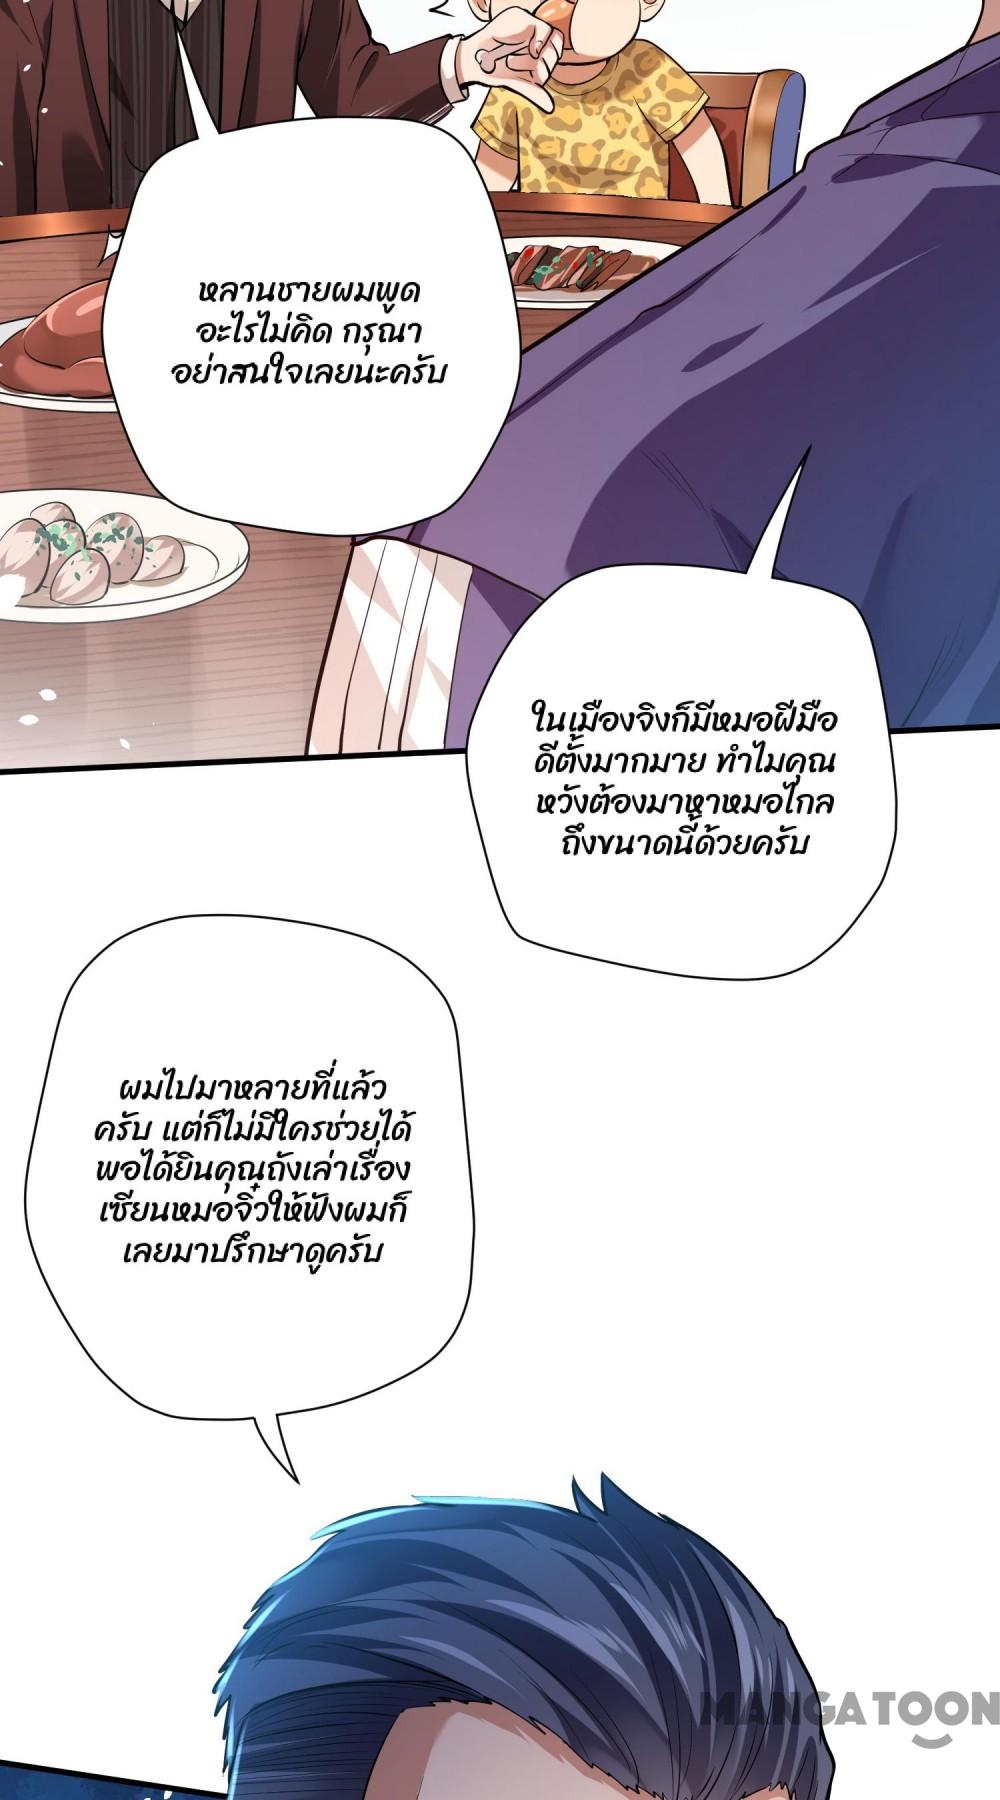 หลานชายผมพูด
อะไรไม่คิด กรุณา
อย่าสนใจเลยนะครับ
ในเมืองจิงก็มีหมอฝีมือ
ดีตั้งมากมาย ทำไมคุณ
หวังต้องมาหาหมอไกล
ถึงขนาดนี้ด้วยครับ
ผมไปมาหลายที่แล้ว
ครับ แต่ก็ไม่มีใครช่วยได้
พอได้ยินคุณถังเล่าเรื่อง
เซียนหมอจิ๋วให้ฟังผมก็
เลยมาปรึกษาดูครับ
MANGATOON